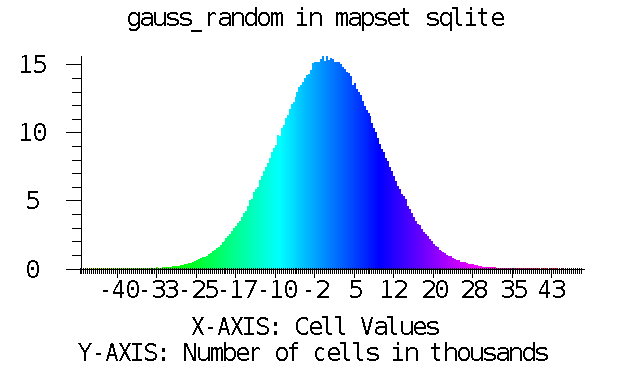 gauss_random in mapset sqlite
15
10
5
0
-40 -33 -25 -17 -10 -2 5 12 20 28 35 43
X-AXIS: Cell Values
Y-AXIS: Number of cells in thousands